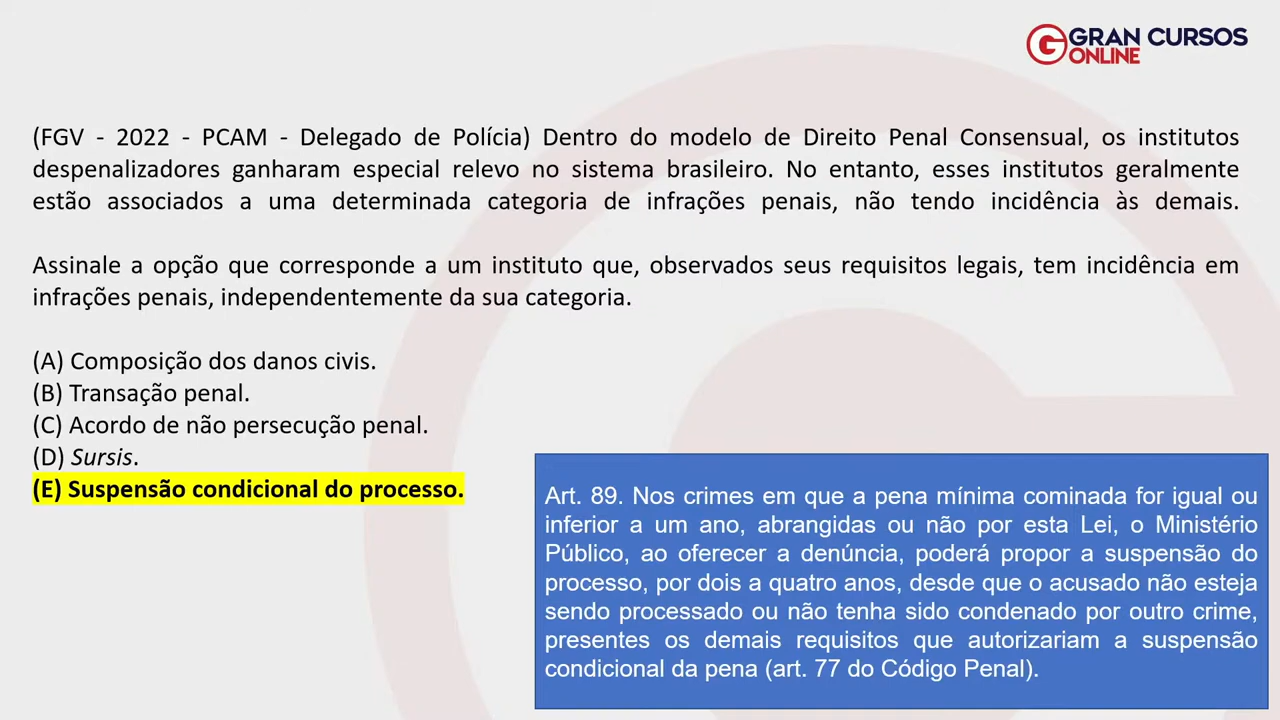 GRAN CURSOS
ONLINE
(FGV - 2022 - PCAM - Delegado de Polícia) Dentro do modelo de Direito Penal Consensual, os institutos
despenalizadores ganharam especial relevo no sistema brasileiro. No entanto, esses institutos geralmente
estão associados a uma determinada categoria de infrações penais, não tendo incidência às demais.
Assinale a opção que corresponde a um instituto que, observados seus requisitos legais, tem incidência em
infrações penais, independentemente da sua categoria.
(A) Composição dos danos civis.
(B) Transação penal.
(C) Acordo de não persecução penal.
(D) Sursis.
(E) Suspensão condicional do processo.
Art. 89. Nos crimes em que a pena mínima cominada for igual ou
inferior a um ano, abrangidas ou não por esta Lei, o Ministério
Público, ao oferecer a denúncia, poderá propor a suspensão do
processo, por dois a quatro anos, desde que o acusado não esteja
sendo processado ou não tenha sido condenado por outro crime,
presentes os demais requisitos que autorizariam a suspensão
condicional da pena (art. 77 do Código Penal).